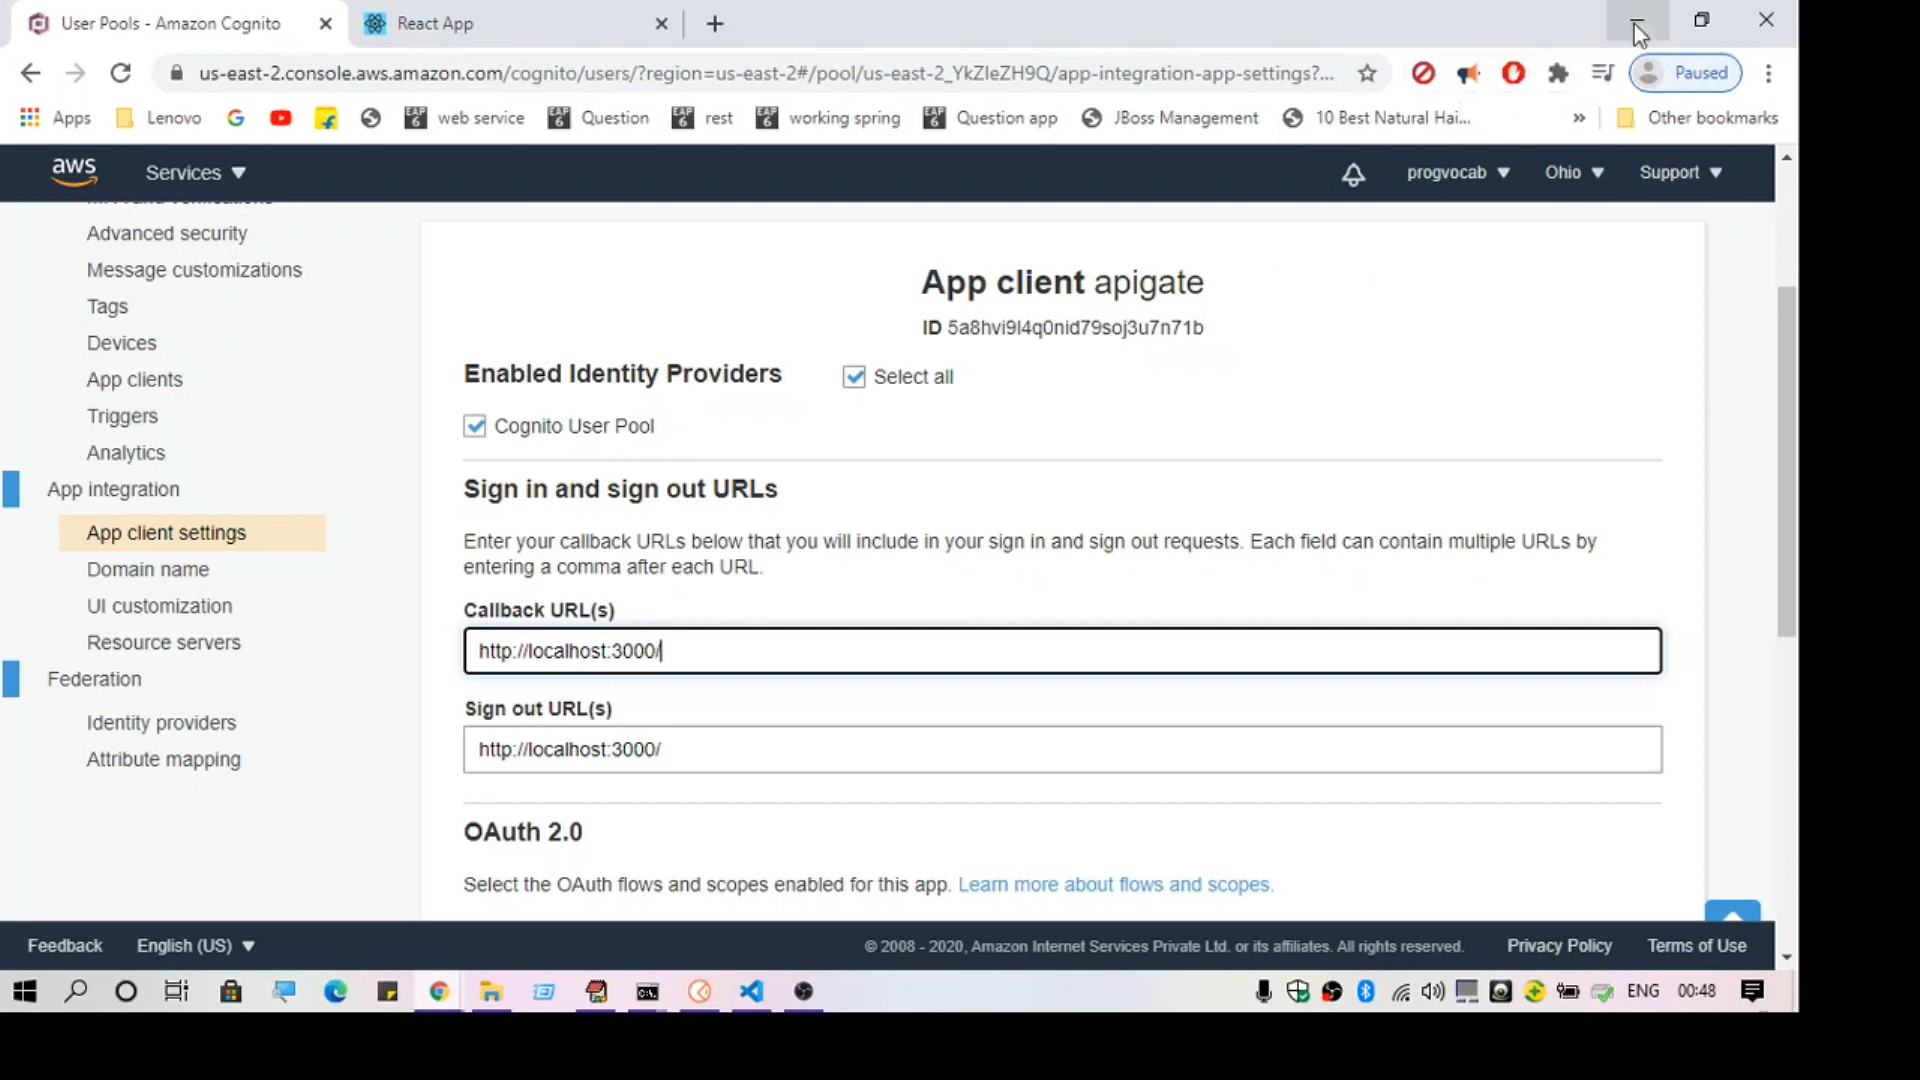 User Pools - Amazon Cognito
React App
us-east-2.console.aws.amazon.com/cognito/users/?region=us-east-2#/pool/us-east-2_YkZIeZH9Q/app-integration-app-settings?...
Paused
Apps
Lenovo
web service
Question
rest
working spring
Question app
JBoss Management
10 Best Natural Hai...
»
Other bookmarks
aws
Services
progvocab
Ohio
Support
Advanced security
Message customizations
Tags
Devices
App clients
Triggers
Analytics
App integration
App client settings
Domain name
UI customization
Resource servers
Federation
Identity providers
Attribute mapping
App client apigate
ID 5a8hvi9l4q0nid79soj3u7n71b
Enabled Identity Providers
Select all
Cognito User Pool
Sign in and sign out URLs
Enter your callback URLs below that you will include in your sign in and sign out requests. Each field can contain multiple URLs by
entering a comma after each URL.
Callback URL(s)
http://localhost:3000/
Sign out URL(s)
http://localhost:3000/
OAuth 2.0
Select the OAuth flows and scopes enabled for this app. Learn more about flows and scopes.
Feedback
English (US)
© 2008 - 2020, Amazon Internet Services Private Ltd. or its affiliates. All rights reserved.
Privacy Policy
Terms of Use
ENG
00:48